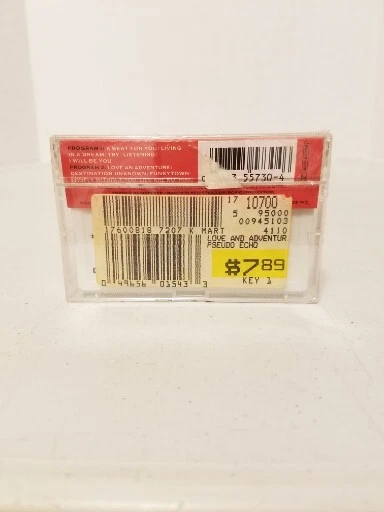 PROGRAM 1: A BEAT FOR YOU; LIVING
IN A DREAM; TRY; LISTENING;
I WILL BE YOU
PROGRAM 2: LOVE AN ADVENTURE;
DESTINATION UNKNOWN; FUNKYTOWN;
3 55730-4
17 10700
5 95000
00945103
17600818 7207 K MART 4110
LOVE AND ADVENTUR
PSEUDO ECHO
$7.89
KEY 3
0 49656 01543 3